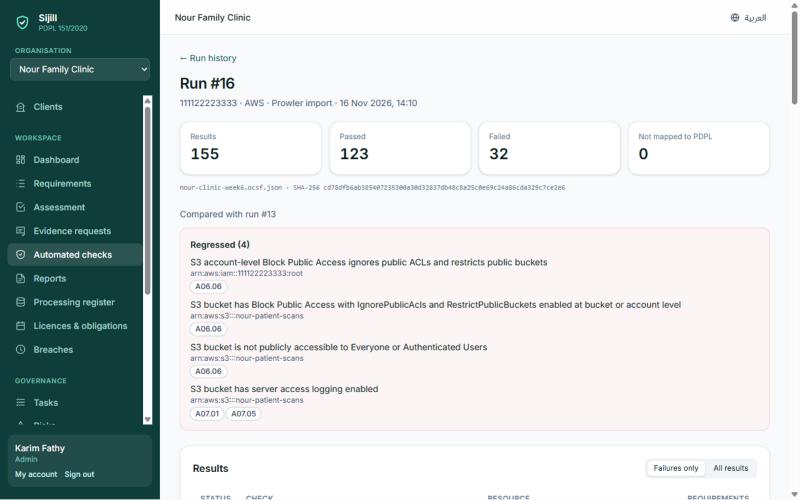 Sijill
PDPL 151/2020
ORGANISATION
Nour Family Clinic
Clients
WORKSPACE
Dashboard
Requirements
Assessment
Evidence requests
Automated checks
Reports
Processing register
Licences & obligations
Breaches
GOVERNANCE
Tasks
Karim Fathy
Admin
My account Sign out
Nour Family Clinic
العربية
← Run history
Run #16
111122223333 · AWS · Prowler import · 16 Nov 2026, 14:10
Results
155
Passed
123
Failed
32
Not mapped to PDPL
0
nour-clinic-week6.ocsf.json · SHA-256 cd78dfb6ab385407235300a30d32837db48c8a25c0e69c24a86cda329c7ce2e6
Compared with run #13
Regressed (4)
S3 account-level Block Public Access ignores public ACLs and restricts public buckets
arn:aws:iam::111122223333:root
A06.06
S3 bucket has Block Public Access with IgnorePublicAcls and RestrictPublicBuckets enabled at bucket or account level
arn:aws:s3:::nour-patient-scans
A06.06
S3 bucket is not publicly accessible to Everyone or Authenticated Users
arn:aws:s3:::nour-patient-scans
A06.06
S3 bucket has server access logging enabled
arn:aws:s3:::nour-patient-scans
A07.01 A07.05
Results
Failures only All results
STATUS CHECK RESOURCE REQUIREMENTS